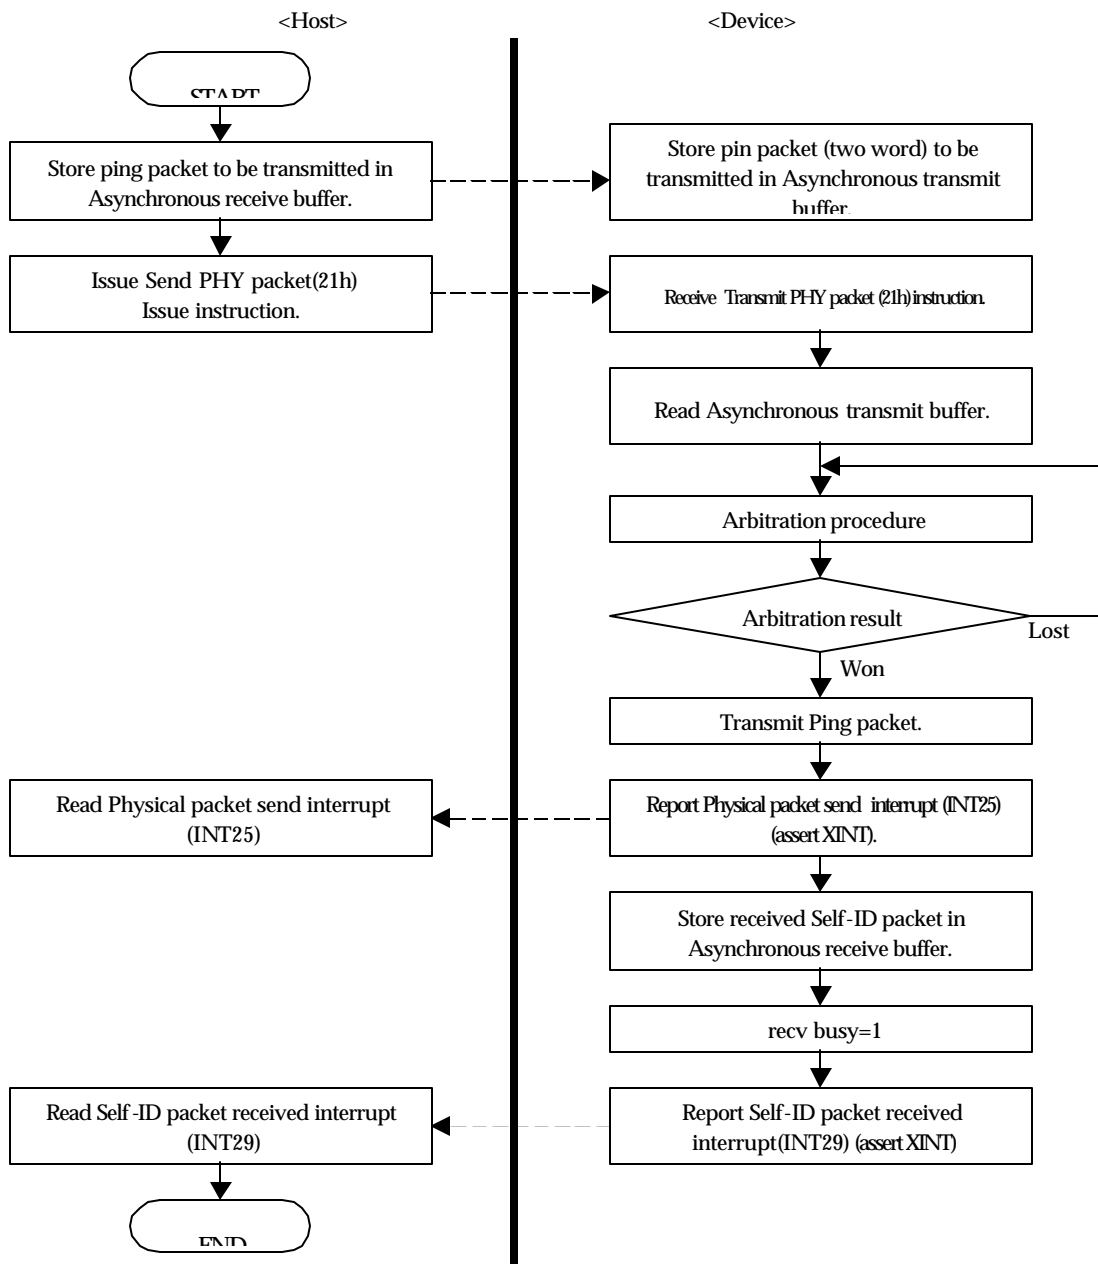 <Host>
<Device>
START
Store ping packet to be transmitted in
Asynchronous receive buffer.
Store pin packet (two word) to be
transmitted in Asynchronous transmit
buffer.
Issue Send PHY packet(21h)
Issue instruction.
Receive Transmit PHY packet (21h) instruction.
Read Asynchronous transmit buffer.
Arbitration procedure
Arbitration result
Lost
Won
Transmit Ping packet.
Read Physical packet send interrupt
(INT25)
Report Physical packet send interrupt (INT25)
(assert XINT).
Store received Self-ID packet in
Asynchronous receive buffer.
recv busy=1
Read Self-ID packet received interrupt
(INT29)
Report Self-ID packet received
interrupt(INT29) (assert XINT)
END